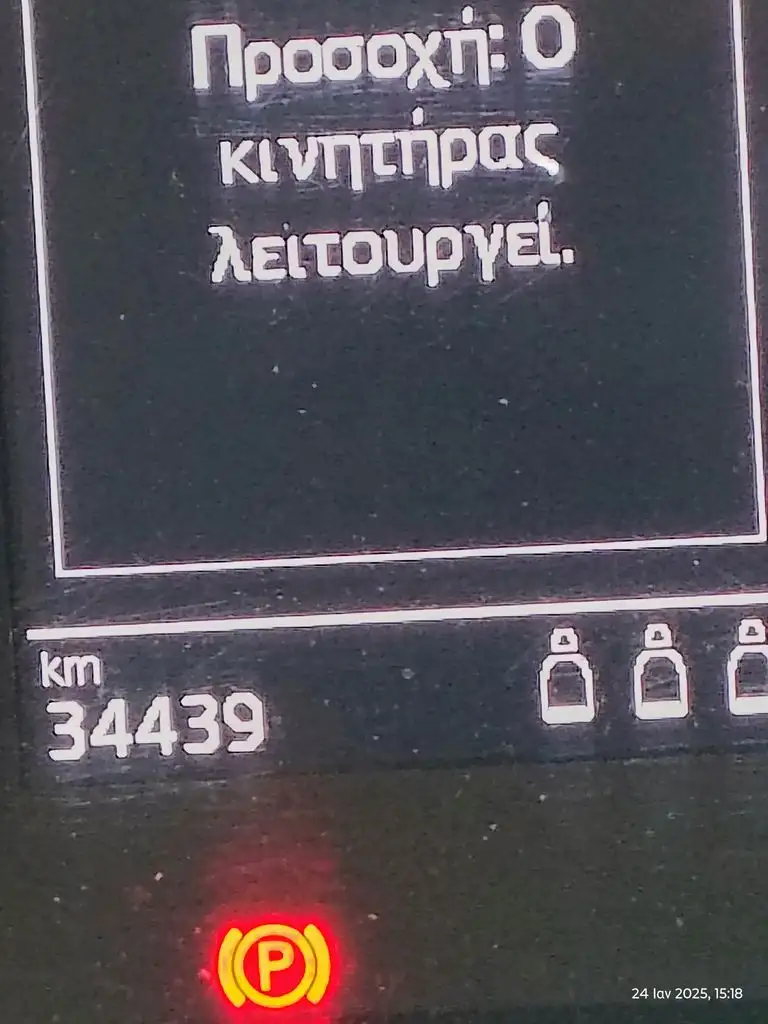 Προσοχή: Ο
κινητήρας
λειτουργεί.
km
34439
P
24 Ιαν 2025, 15:18